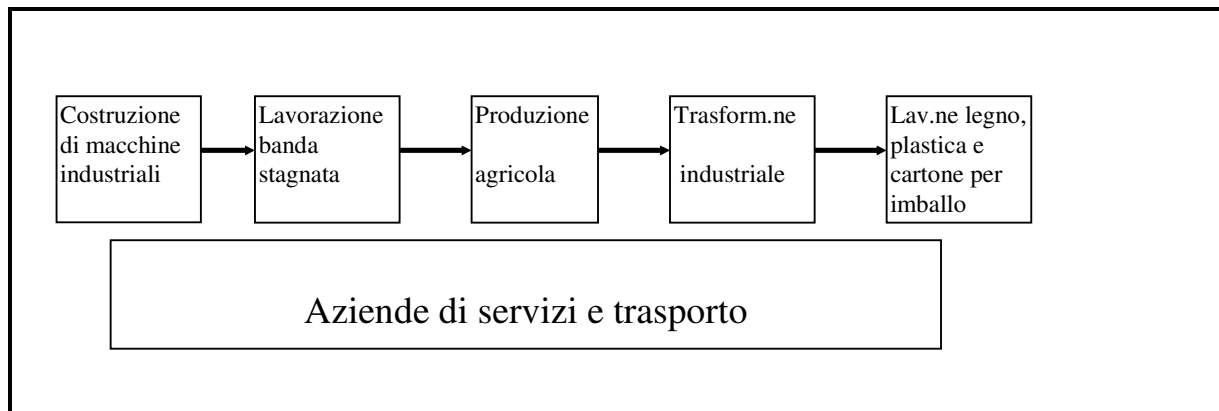 Costruzione
di macchine
industriali
Lavorazione
banda
stagnata
Produzione
agricola
Trasform.ne
industriale
Lav.ne legno,
plastica e
cartone per
imballo
Aziende di servizi e trasporto